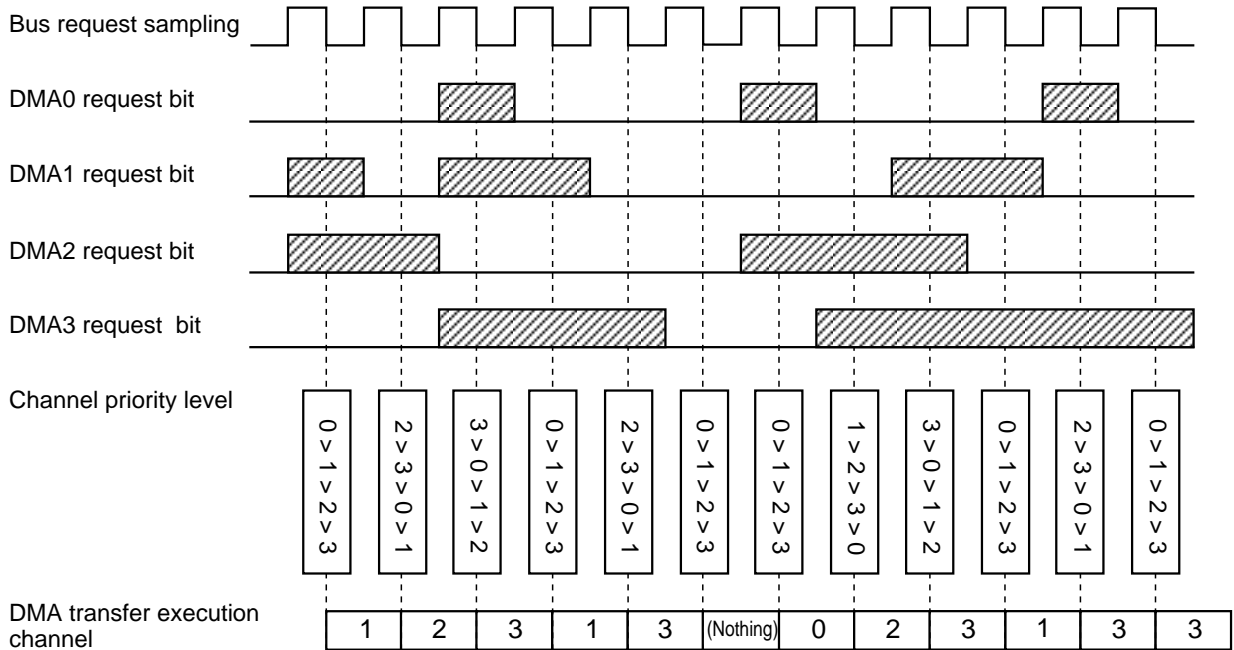 Bus request sampling
DMA0 request bit
DMA1 request bit
DMA2 request bit
DMA3 request bit
Channel priority level
0 > 1 > 2 > 3
2 > 3 > 0 > 1
3 > 0 > 1 > 2
0 > 1 > 2 > 3
2 > 3 > 0 > 1
0 > 1 > 2 > 3
0 > 1 > 2 > 3
1 > 2 > 3 > 0
3 > 0 > 1 > 2
0 > 1 > 2 > 3
2 > 3 > 0 > 1
0 > 1 > 2 > 3
DMA transfer execution
channel
1 2 3 1 3 (Nothing) 0 2 3 1 3 3